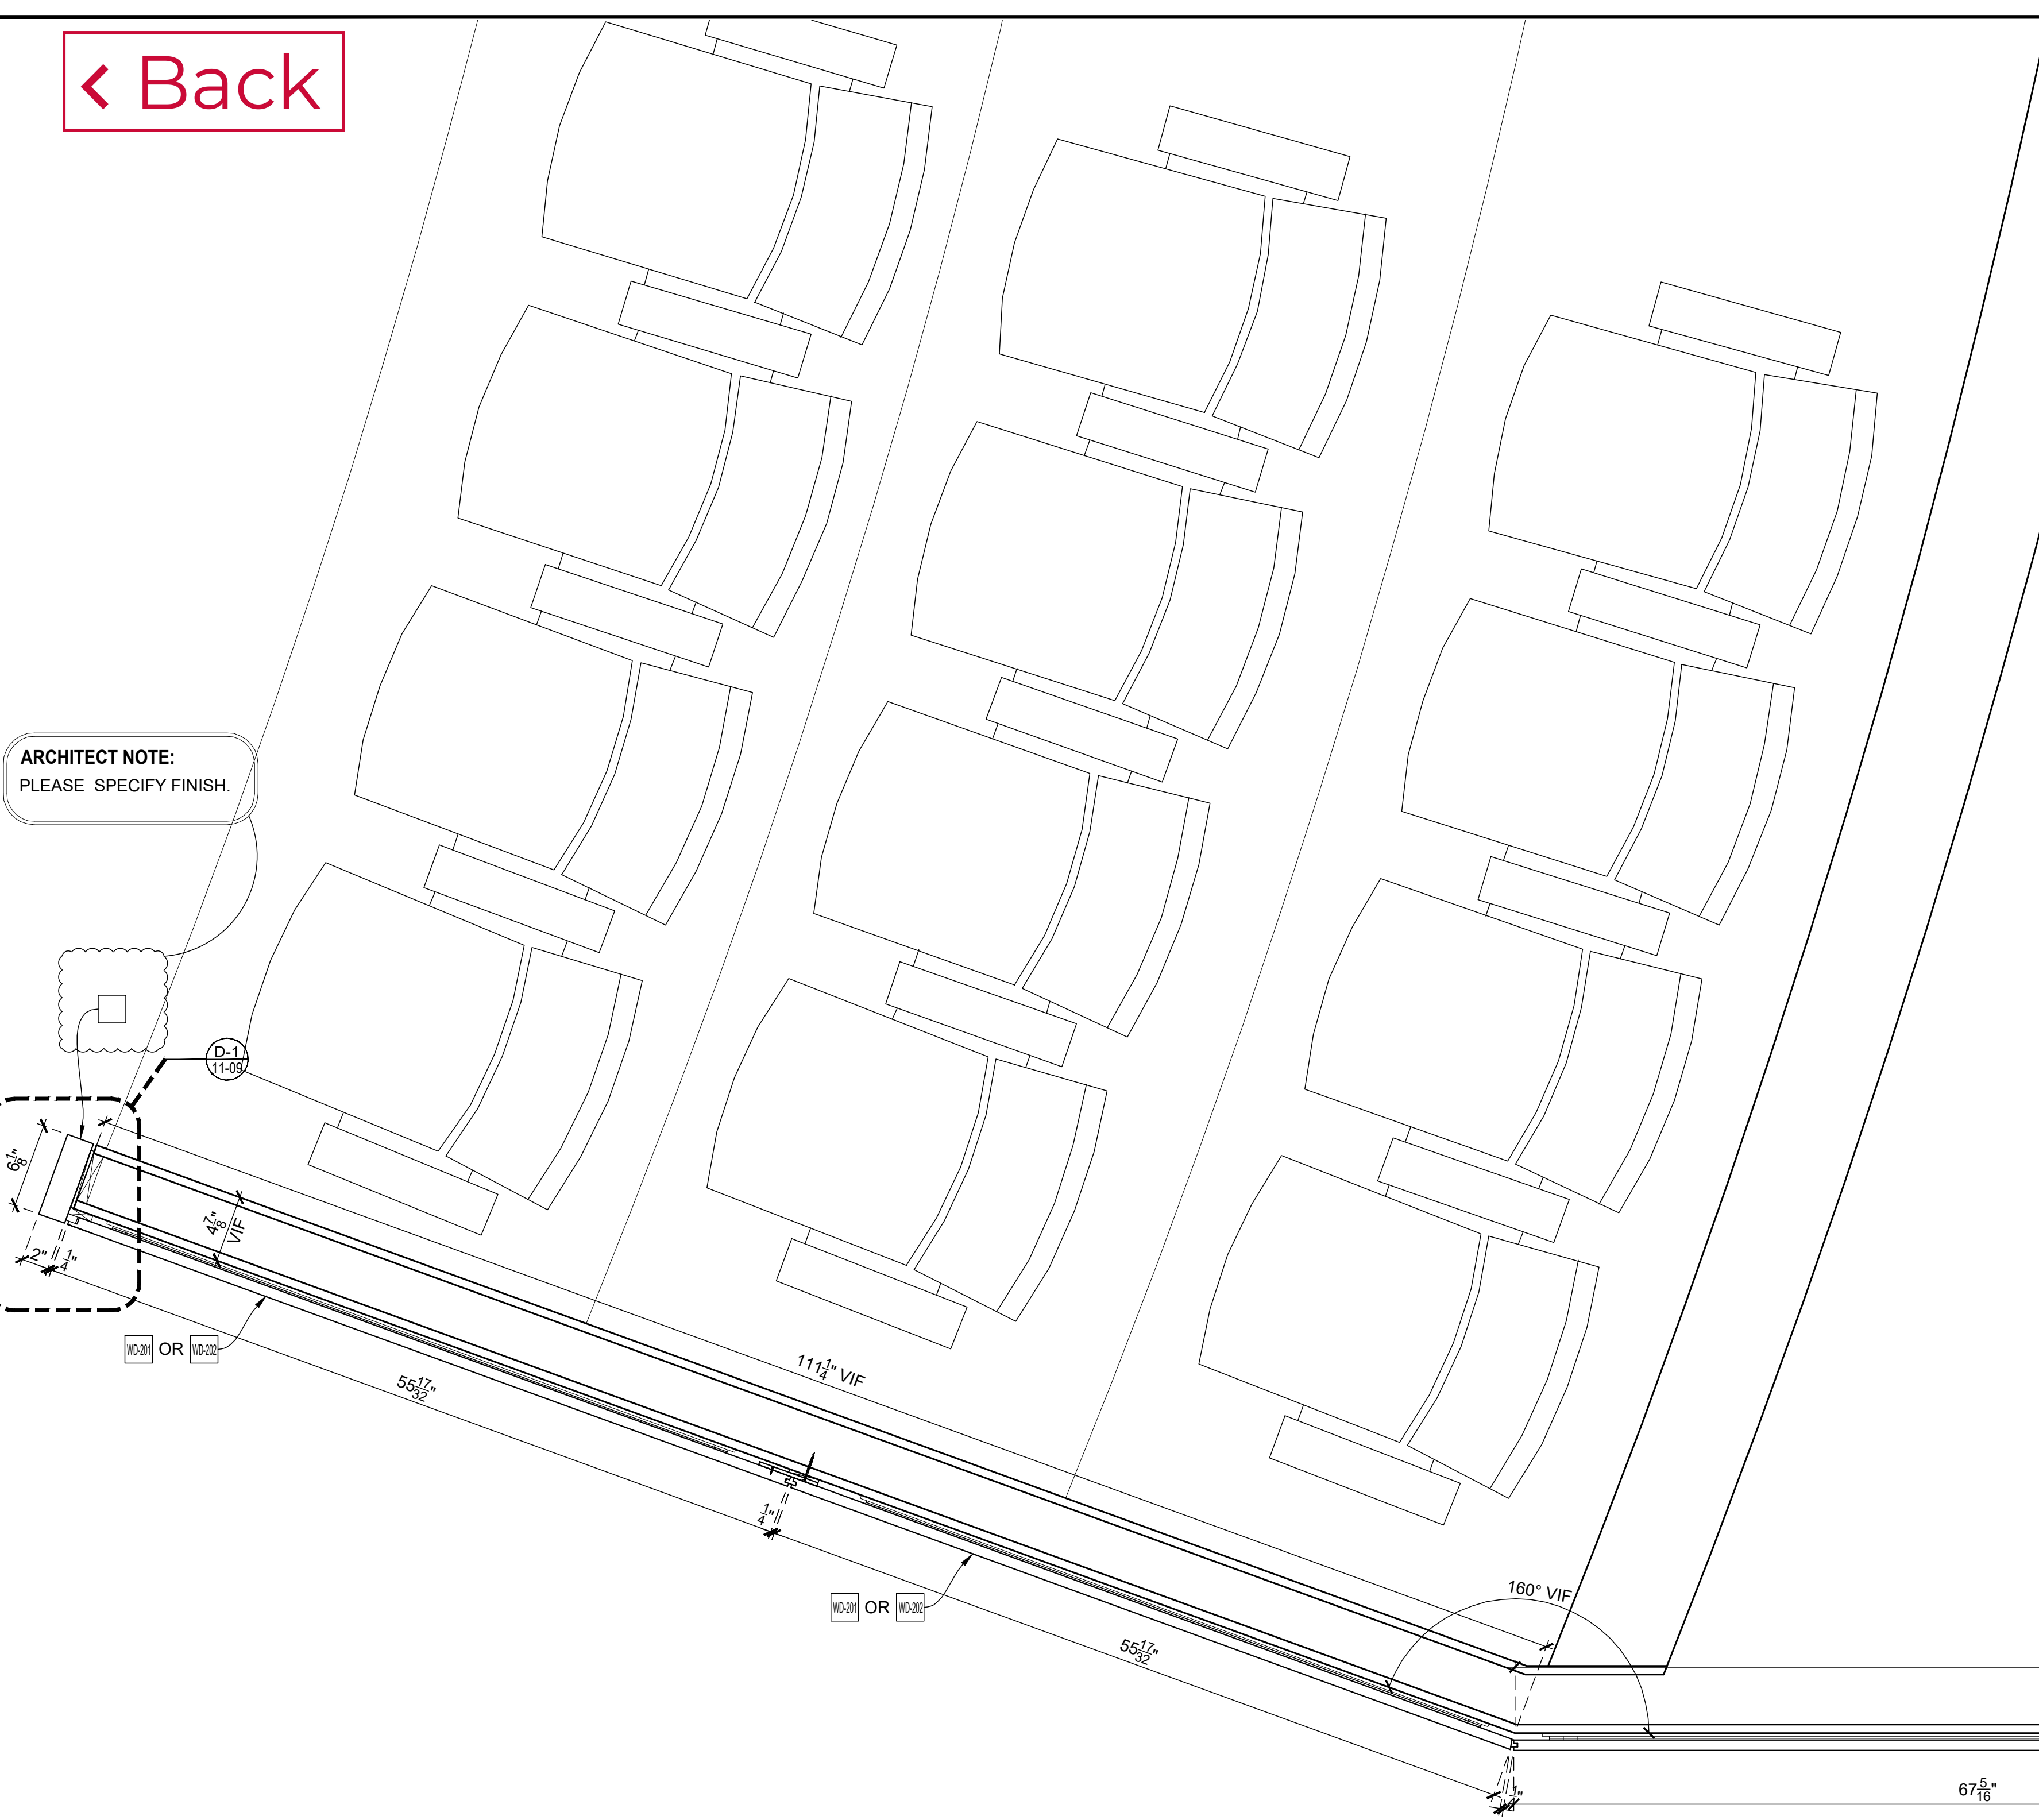 Back
ARCHITECT NOTE:
PLEASE SPECIFY FINISH.
D-1
11-09
6 1/8"
4 7/8"
VIF
2"
1/4"
WD-201 OR WD-202
55 17/32"
111 1/4" VIF
1/4"
160° VIF
WD-201 OR WD-202
55 17/32"
67 5/16"